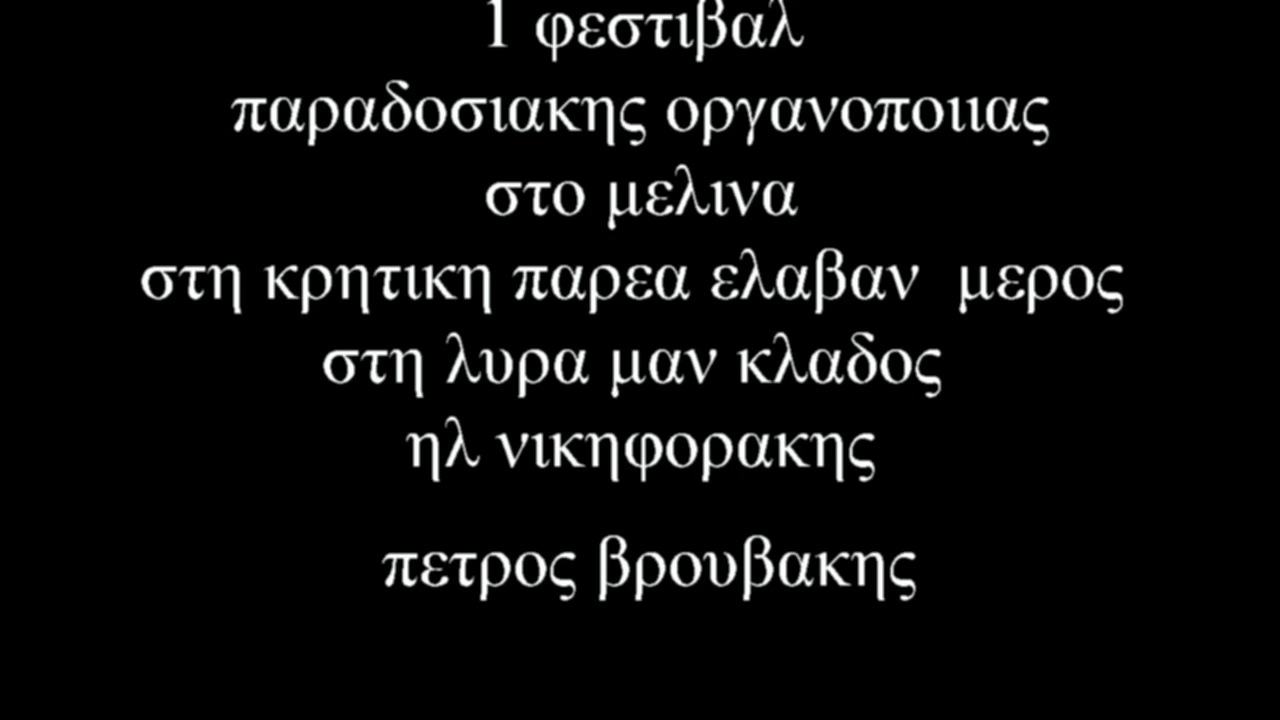 1 φεστιβαλ
παραδοσιακης οργανοποιιας
στο μελινα
στη κρητικη παρεα ελαβαν  μερος
στη λυρα μαν κλαδος
ηλ νικηφορακης
πετρος βρουβακης